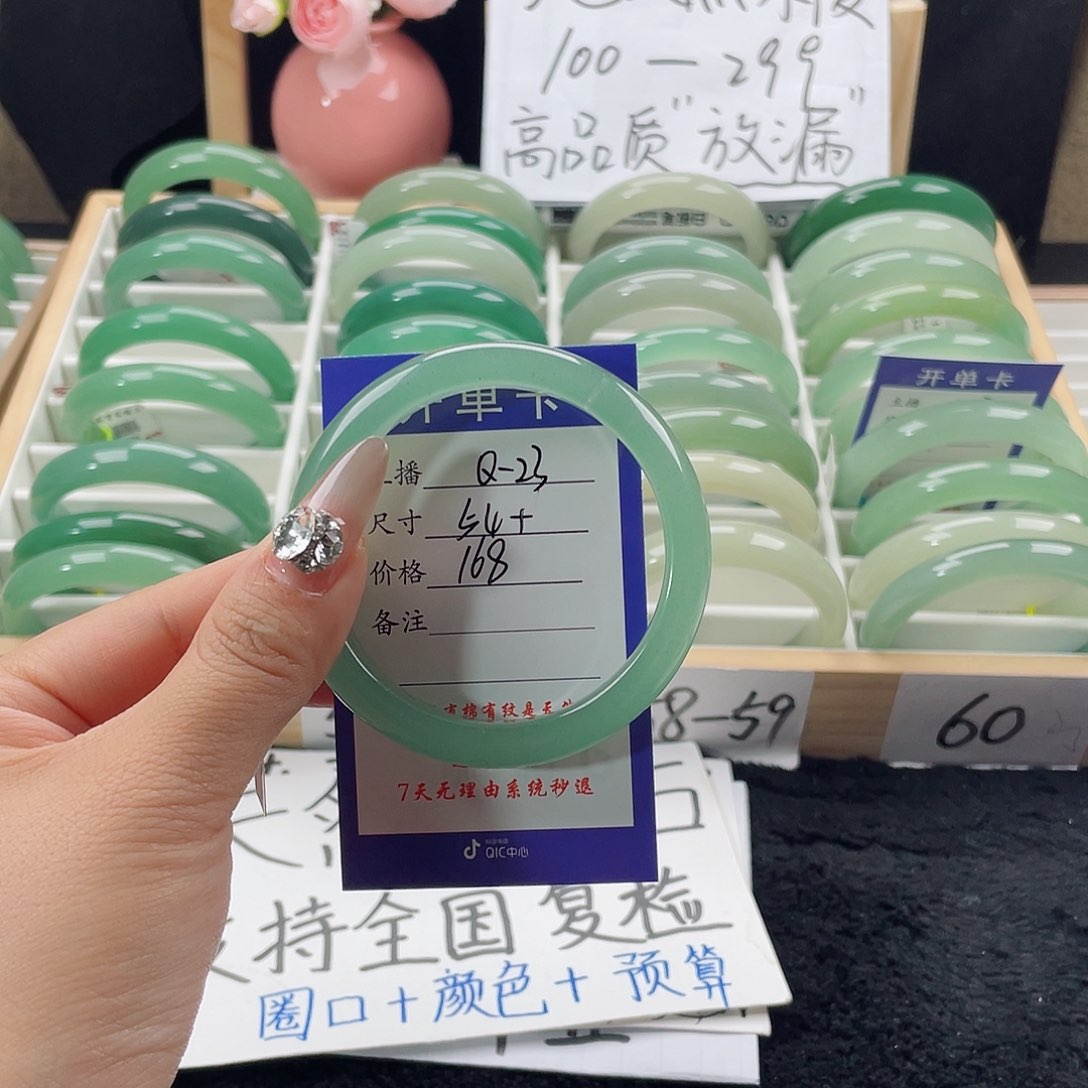 100-299
高品质"放漏"
开单卡
开单卡
主播 Q-23
尺寸 54+
价格 168
备注
7天无理由系统秒退
QIC中心
8-59
60
支持全国复检
圈口+颜色+预算